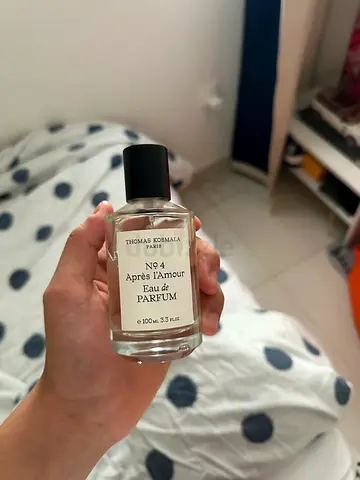 THOMAS KOSMALA
PARIS
No 4
Après l'Amour
Eau de
PARFUM
e 100 ML 3.3 FL.OZ